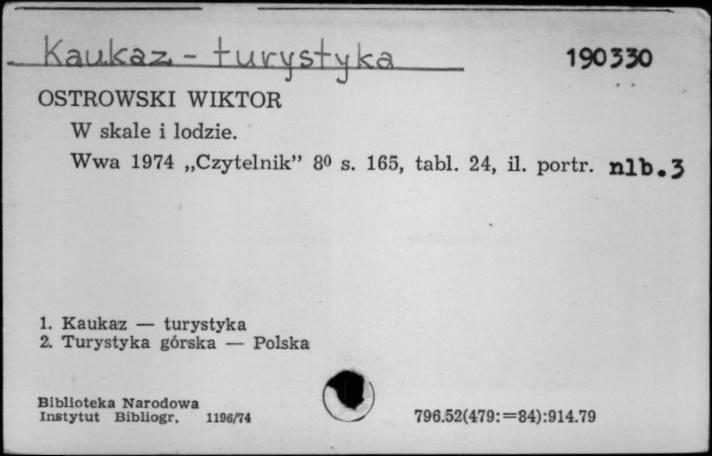 Kaukaz - turystyka 190330
OSTROWSKI WIKTOR
W skale i lodzie.
Wwa 1974 „Czytelnik” 8⁰ s. 165, tabl. 24, il. portr. nlb.3
1. Kaukaz — turystyka
2. Turystyka górska — Polska
Biblioteka Narodowa
Instytut Bibliogr. 1196/74
796.52(479:=84):914.79